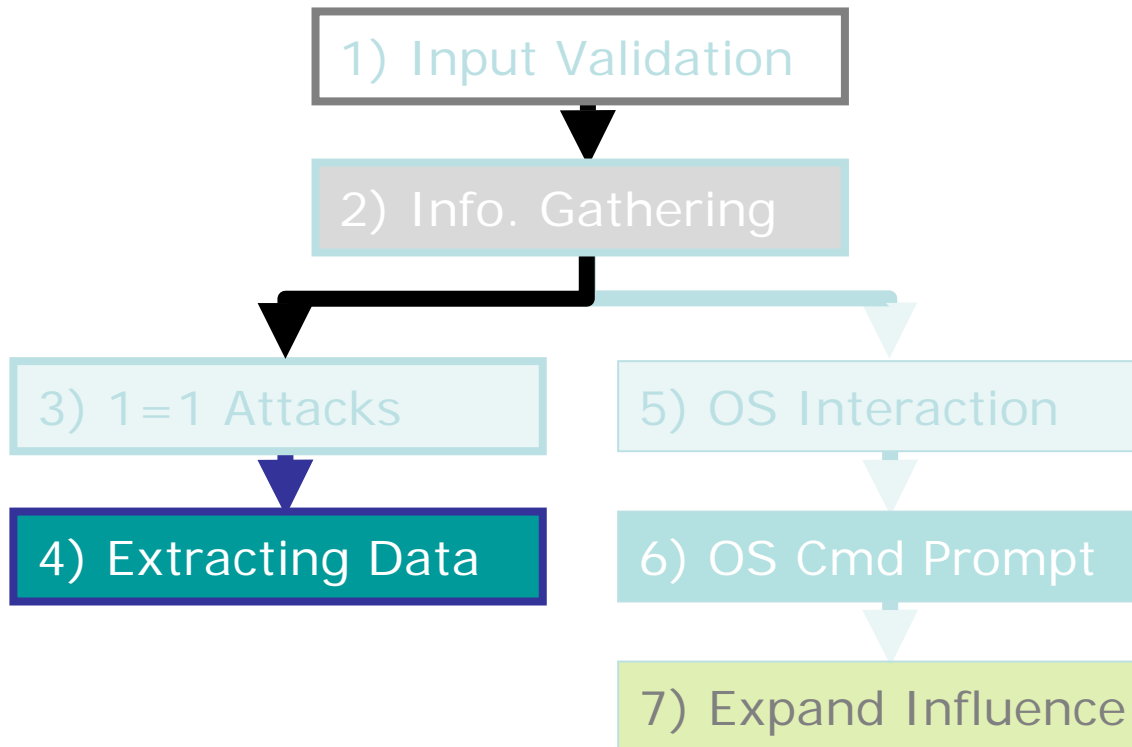 1) Input Validation
2) Info. Gathering
3) 1=1 Attacks
5) OS Interaction
4) Extracting Data
6) OS Cmd Prompt
7) Expand Influence